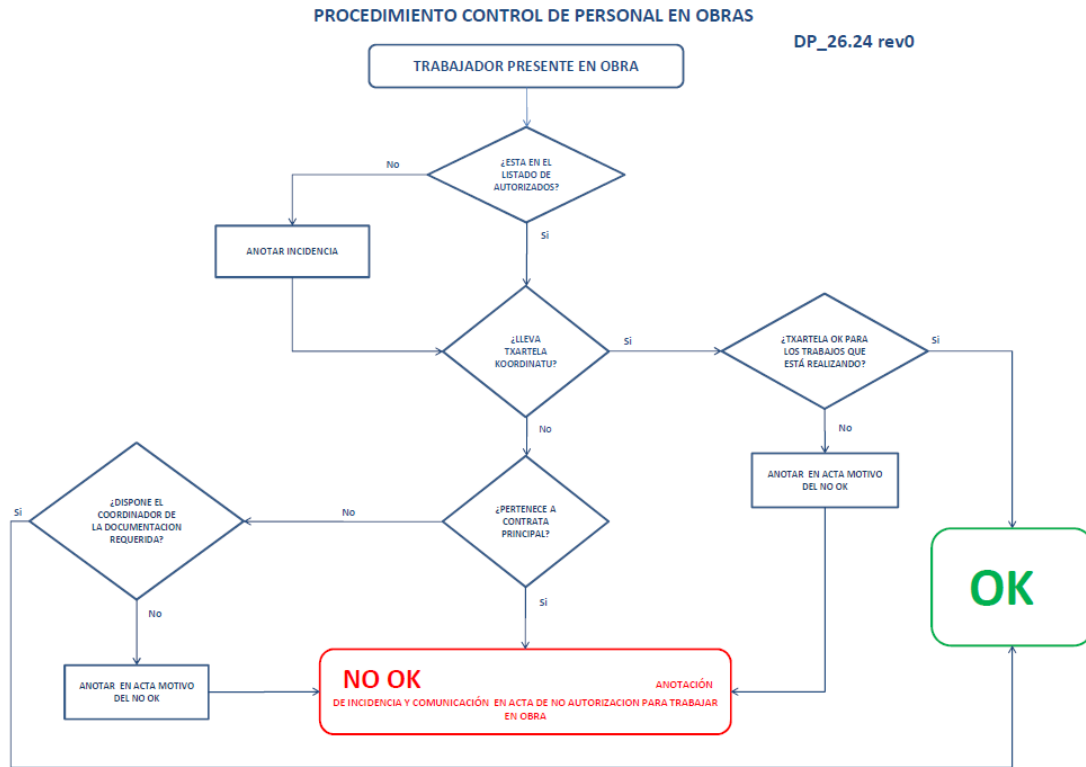 PROCEDIMIENTO CONTROL DE PERSONAL EN OBRAS
DP_26.24 rev0
TRABAJADOR PRESENTE EN OBRA
¿ESTA EN EL
LISTADO DE
AUTORIZADOS?
No
Si
ANOTAR INCIDENCIA
¿LLEVA
TXARTELA
KOORDINATU?
Si
¿TXARTELA OK PARA
LOS TRABAJOS QUE
ESTÁ REALIZANDO?
Si
No
No
ANOTAR EN ACTA MOTIVO
DEL NO OK
¿PERTENECE A
CONTRATA
PRINCIPAL?
No
Si
¿DISPONE EL
COORDINADOR DE
LA DOCUMENTACION
REQUERIDA?
Si
No
ANOTAR EN ACTA MOTIVO
DEL NO OK
OK
NO OK ANOTACIÓN
DE INCIDENCIA Y COMUNICACIÓN EN ACTA DE NO AUTORIZACION PARA TRABAJAR
EN OBRA